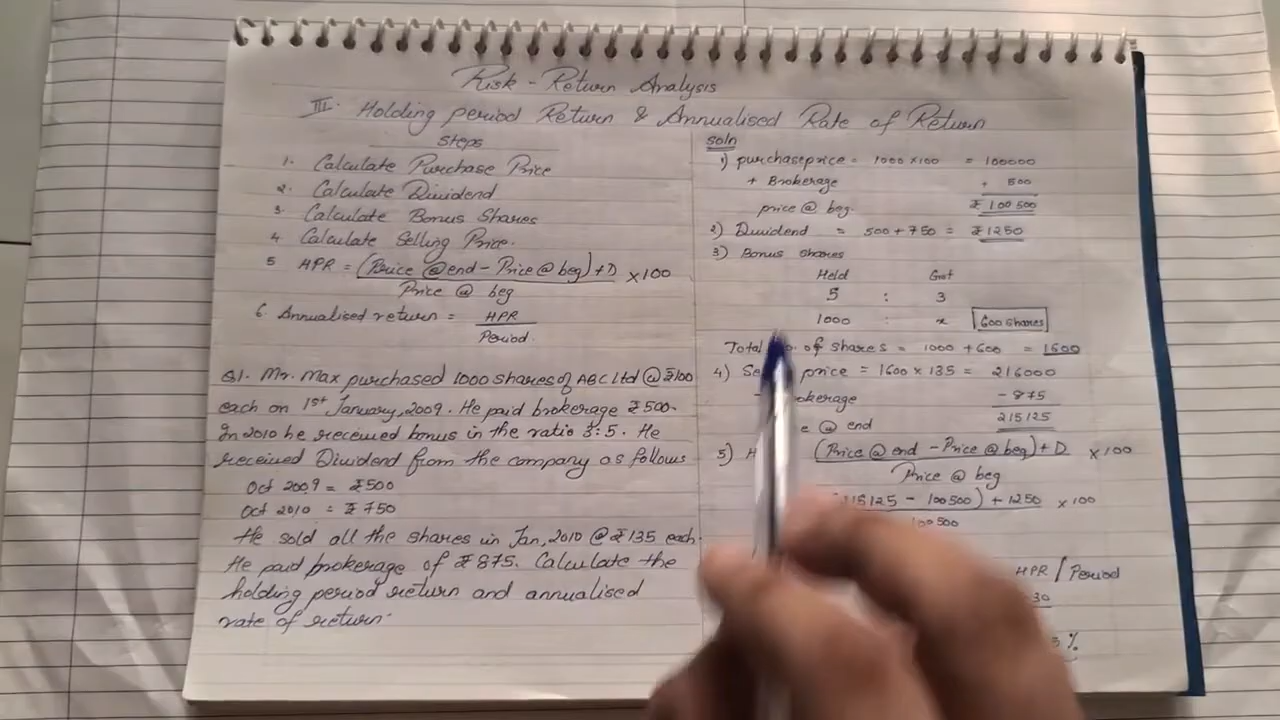 Risk-Return Analysis
III. Holding period Return & Annualised Rate of Return
Steps
1. Calculate Purchase Price
2. Calculate Dividend
3. Calculate Bonus Shares
4 Calculate Selling Price.
5 HPR = (Price @ end - Price @ beg) + D × 100
Price @ beg
6. Annualised return = HPR
Period.
Q1. Mr. Max purchased 1000 shares of ABC Ltd @ ₹100
each on 1st January, 2009. He paid brokerage ₹500.
In 2010 he received bonus in the ratio 3:5. He
received Dividend from the company as follows
Oct 2009 = ₹500
Oct 2010 = ₹750
He sold all the shares in Jan, 2010 @ ₹135 each.
He paid brokerage of ₹875. Calculate the
holding period return and annualised
rate of return.
Soln
1) purchase price = 1000 × 100 = 100000
+ Brokerage + 500
price @ beg. ₹ 100500
2) Dividend = 500 + 750 = ₹1250
3) Bonus shares
Held Got
5 : 3
1000 : x 600 shares
Total of shares = 1000 + 600 = 1600
4) price = 1600 × 135 = 216000
- 875
@ end 215125
5) (Price @ end - Price @ beg) + D × 100
Price @ beg
- 100500) + 1250 × 100
100500
HPR / Period
%